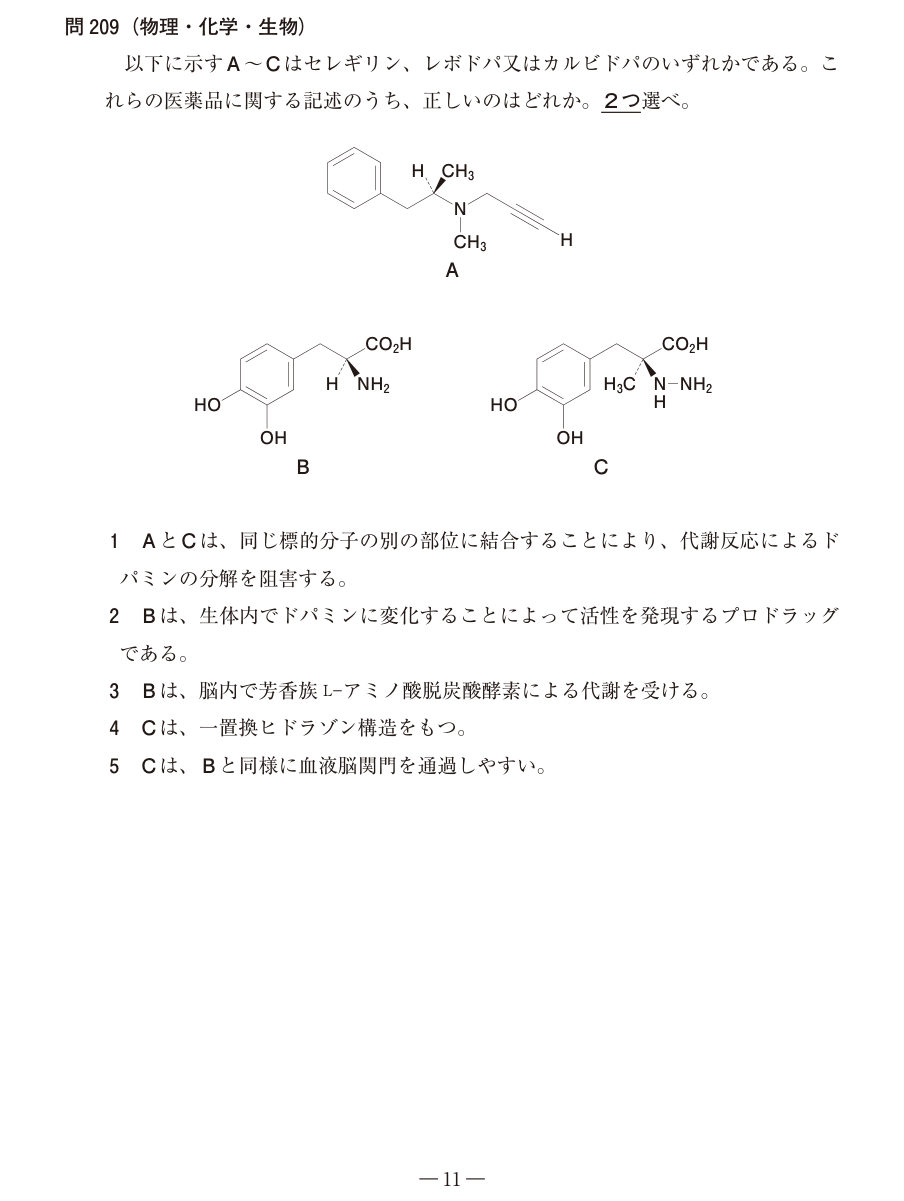 問 209（物理・化学・生物）
以下に示すA～Cはセレギリン、レボドパ又はカルビドパのいずれかである。こ
れらの医薬品に関する記述のうち、正しいのはどれか。2つ選べ。
H CH3
N
CH3
H
A
CO2H
H NH2
HO
OH
B
CO2H
H3C N－NH2
H
HO
OH
C
1 AとCは、同じ標的分子の別の部位に結合することにより、代謝反応によるド
パミンの分解を阻害する。
2 Bは、生体内でドパミンに変化することによって活性を発現するプロドラッグ
である。
3 Bは、脳内で芳香族L-アミノ酸脱炭酸酵素による代謝を受ける。
4 Cは、一置換ヒドラゾン構造をもつ。
5 Cは、Bと同様に血液脳関門を通過しやすい。
― 11 ―